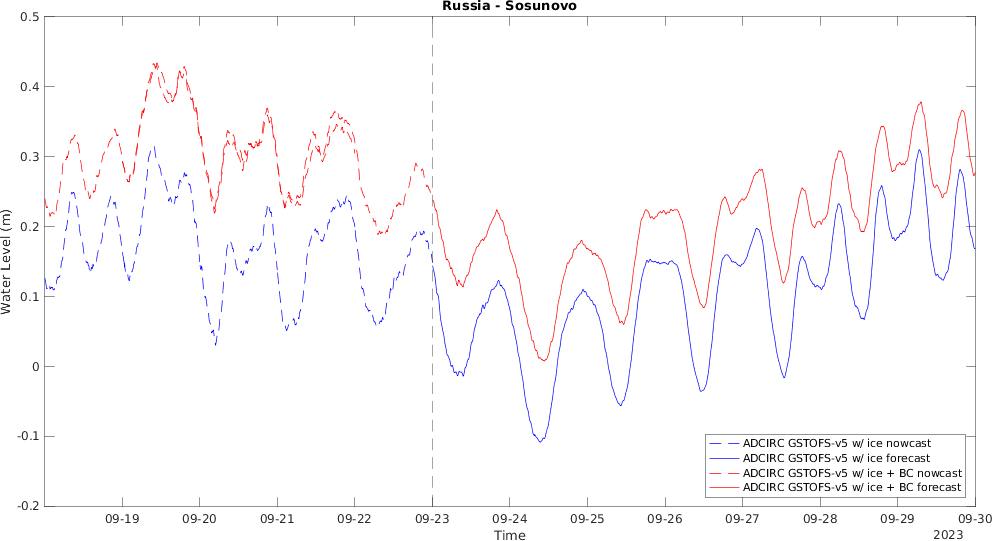 Russia - Sosunovo
0.5
0.4
0.3
0.2
0.1
0
-0.1
-0.2
Water Level (m)
ADCIRC GSTOFS-v5 w/ ice nowcast
ADCIRC GSTOFS-v5 w/ ice forecast
ADCIRC GSTOFS-v5 w/ ice + BC nowcast
ADCIRC GSTOFS-v5 w/ ice + BC forecast
09-19 09-20 09-21 09-22 09-23 09-24 09-25 09-26 09-27 09-28 09-29 09-30
Time
2023